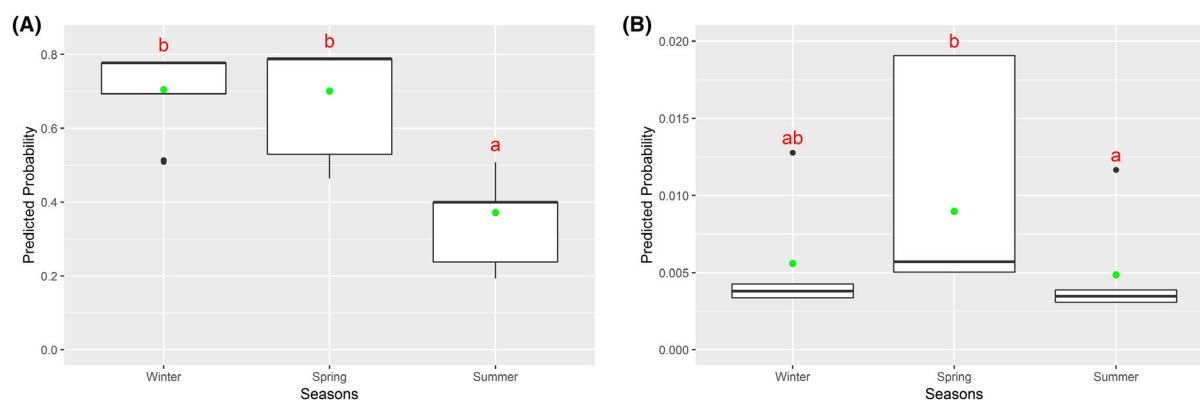 (A)
Predicted Probability
0.8
0.6
0.4
0.2
0.0
b
b
a
Winter
Spring
Summer
Seasons
(B)
Predicted Probability
0.020
0.015
0.010
0.005
0.000
ab
b
a
Winter
Spring
Summer
Seasons